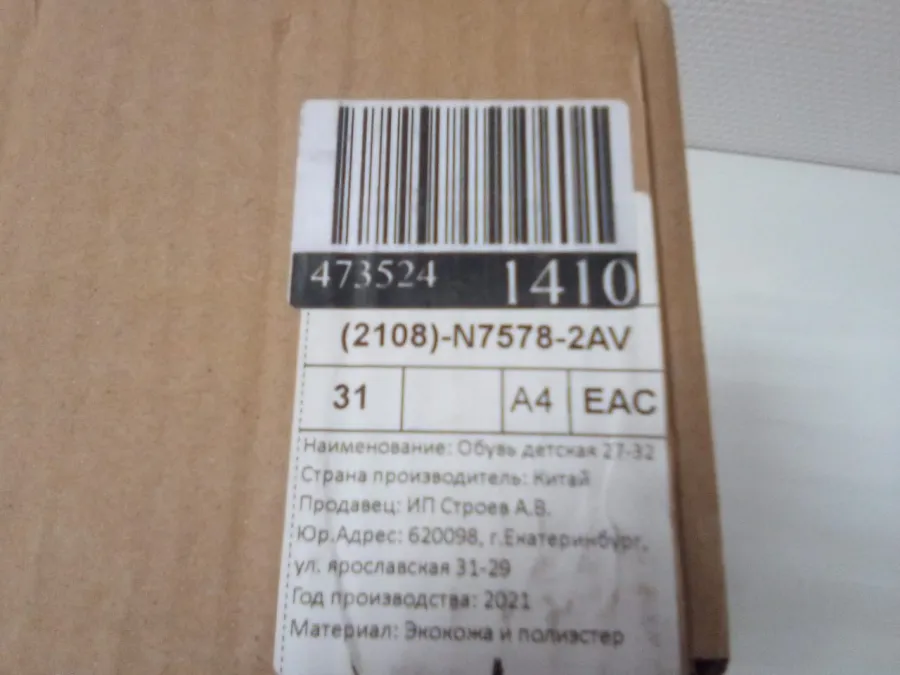 473524 1410
(2108)-N7578-2AV
31 A4 EAC
Наименование: Обувь детская 27-32
Страна производитель: Китай
Продавец: ИП Строев А.В.
Юр.Адрес: 620098, г.Екатеринбург,
ул. ярославская 31-29
Год производства: 2021
Материал: Экокожа и полиэстер